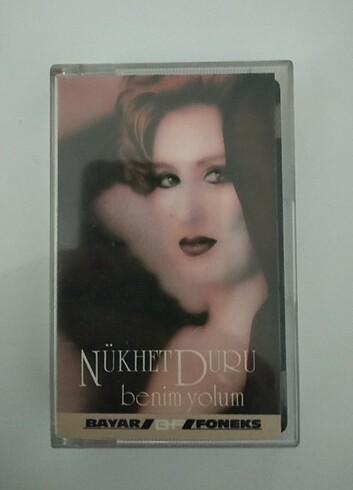 NÜKHET DURU
benim yolum
BAYAR B·F FONEKS